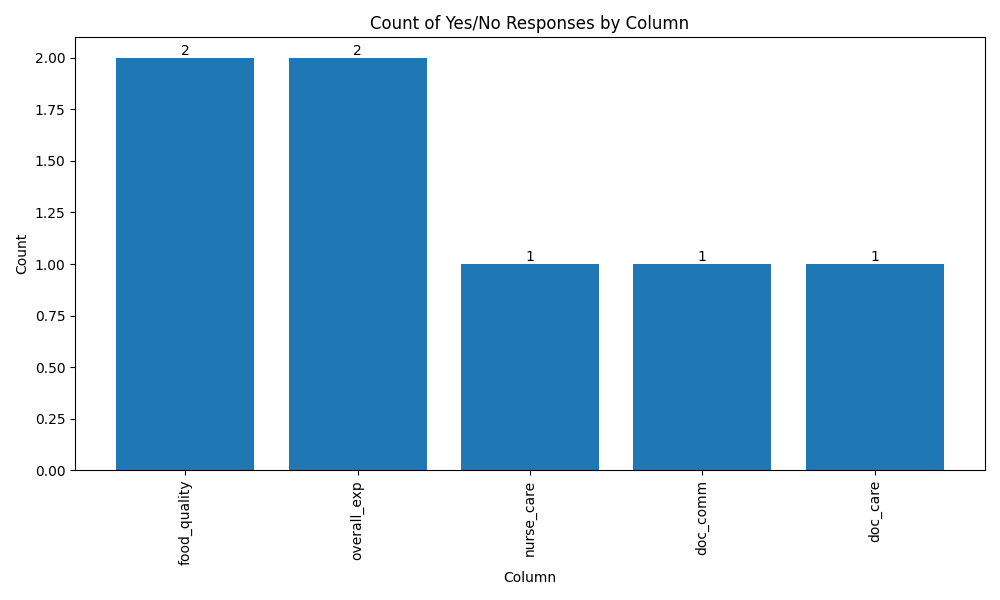 Count of Yes/No Responses by Column
2.00
1.75
1.50
1.25
1.00
0.75
0.50
0.25
0.00
Count
2
2
1
1
1
food_quality
overall_exp
nurse_care
doc_comm
doc_care
Column